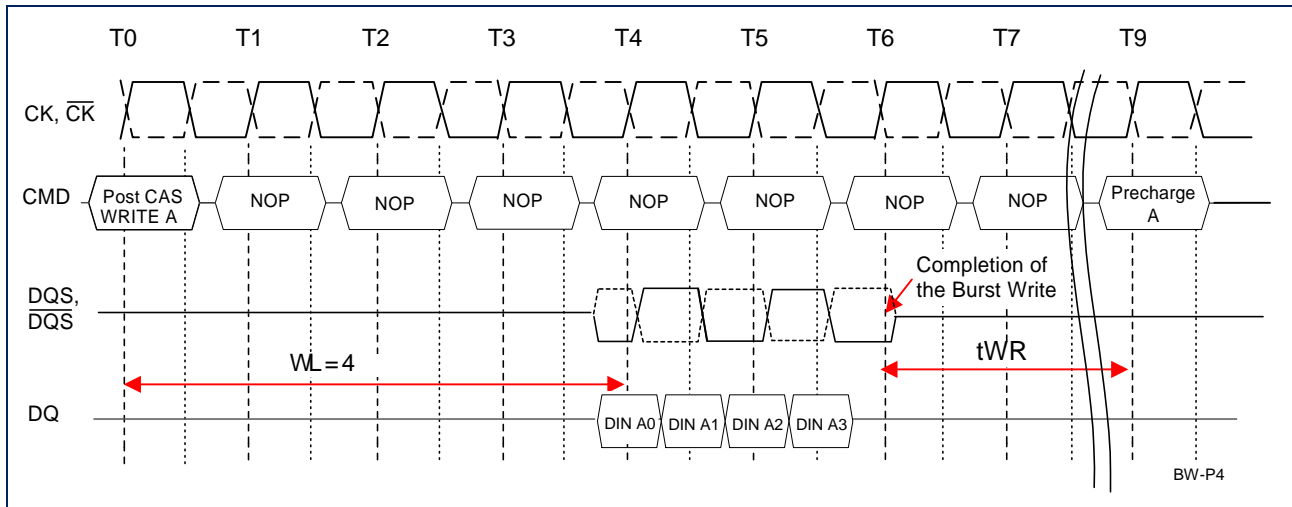 T0 T1 T2 T3 T4 T5 T6 T7 T9
CK, C̅K̅
CMD
Post CAS
WRITE A
NOP NOP NOP NOP NOP NOP NOP
Precharge
A
Completion of
the Burst Write
DQS,
D̅Q̅S̅
WL=4
tWR
DQ
DIN A0 DIN A1 DIN A2 DIN A3
BW-P4